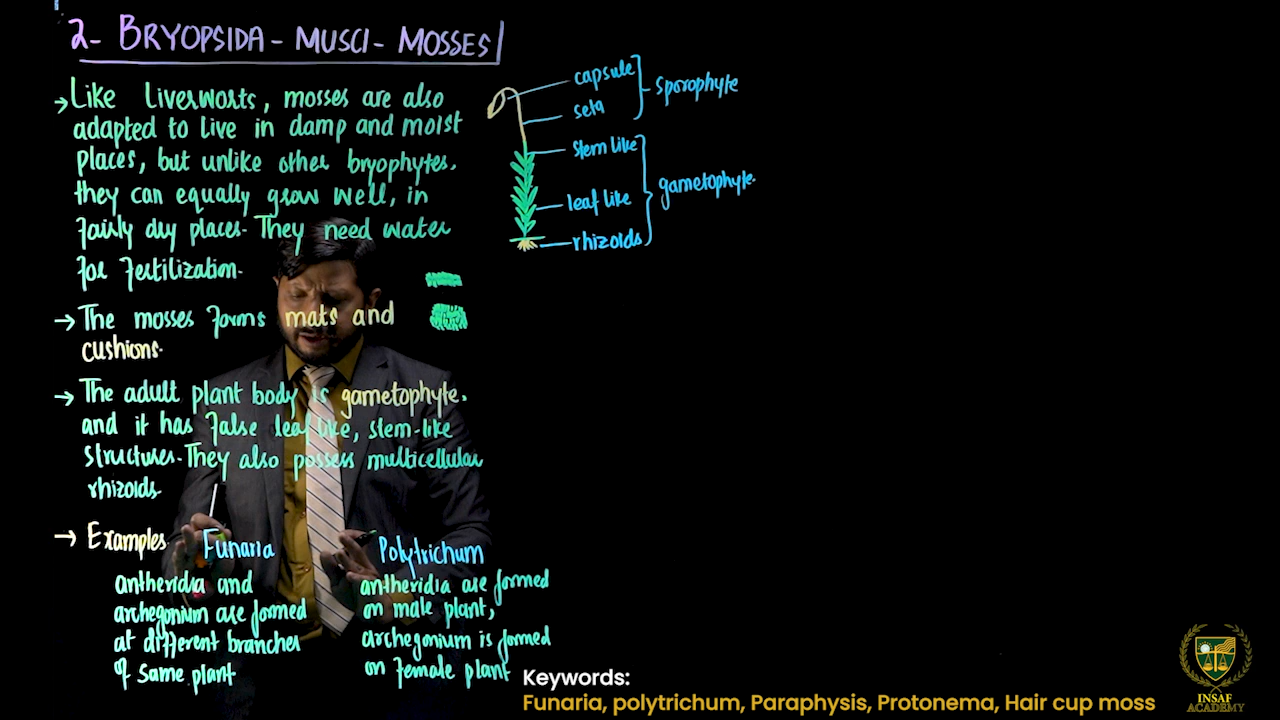 2- BRYOPSIDA - MUSCI - MOSSES
→ Like Liverworts, mosses are also
adapted to live in damp and moist
places, but unlike other bryophytes.
they can equally grow well, in
fairly dry places. They need water
for fertilization.
→ The mosses forms mats and
cushions.
→ The adult plant body is gametophyte.
and it has false leaf like, stem-like
structures. They also possess multicellular
rhizoids.
→ Examples. Funaria Polytrichum
antheridia and
archegonium are formed
at different branches
of same plant
antheridia are formed
on male plant,
archegonium is formed
on female plant
capsule
seta
Sporophyte
stem like
leaf like
rhizoids
gametophyte.
Keywords:
Funaria, polytrichum, Paraphysis, Protonema, Hair cup moss
INSAF
ACADEMY